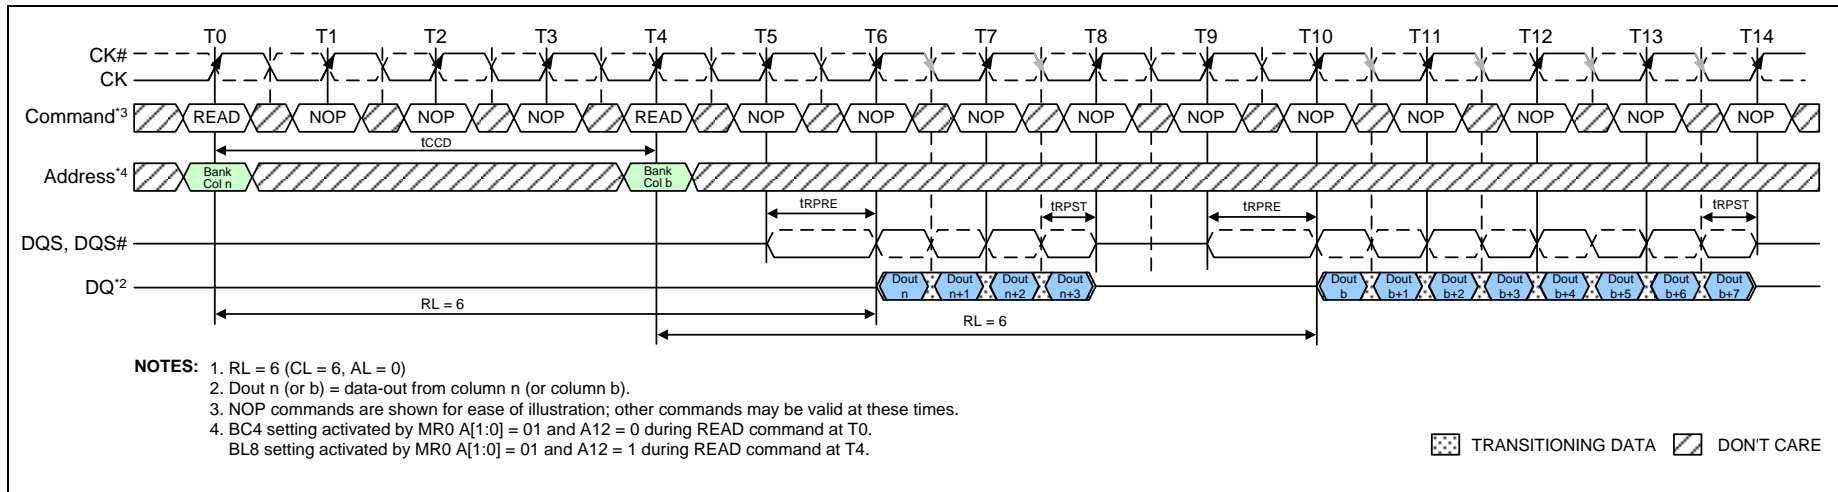 T0 T1 T2 T3 T4 T5 T6 T7 T8 T9 T10 T11 T12 T13 T14
CK#
CK
Command*3 READ NOP NOP NOP READ NOP NOP NOP NOP NOP NOP NOP NOP NOP NOP
tCCD
Address*4 Bank Col n Bank Col b
tRPRE tRPST tRPRE tRPST
DQS, DQS#
DQ*2 Dout n Dout n+1 Dout n+2 Dout n+3 Dout b Dout b+1 Dout b+2 Dout b+3 Dout b+4 Dout b+5 Dout b+6 Dout b+7
RL = 6
RL = 6
NOTES: 1. RL = 6 (CL = 6, AL = 0)
2. Dout n (or b) = data-out from column n (or column b).
3. NOP commands are shown for ease of illustration; other commands may be valid at these times.
4. BC4 setting activated by MR0 A[1:0] = 01 and A12 = 0 during READ command at T0.
BL8 setting activated by MR0 A[1:0] = 01 and A12 = 1 during READ command at T4.
TRANSITIONING DATA DON'T CARE